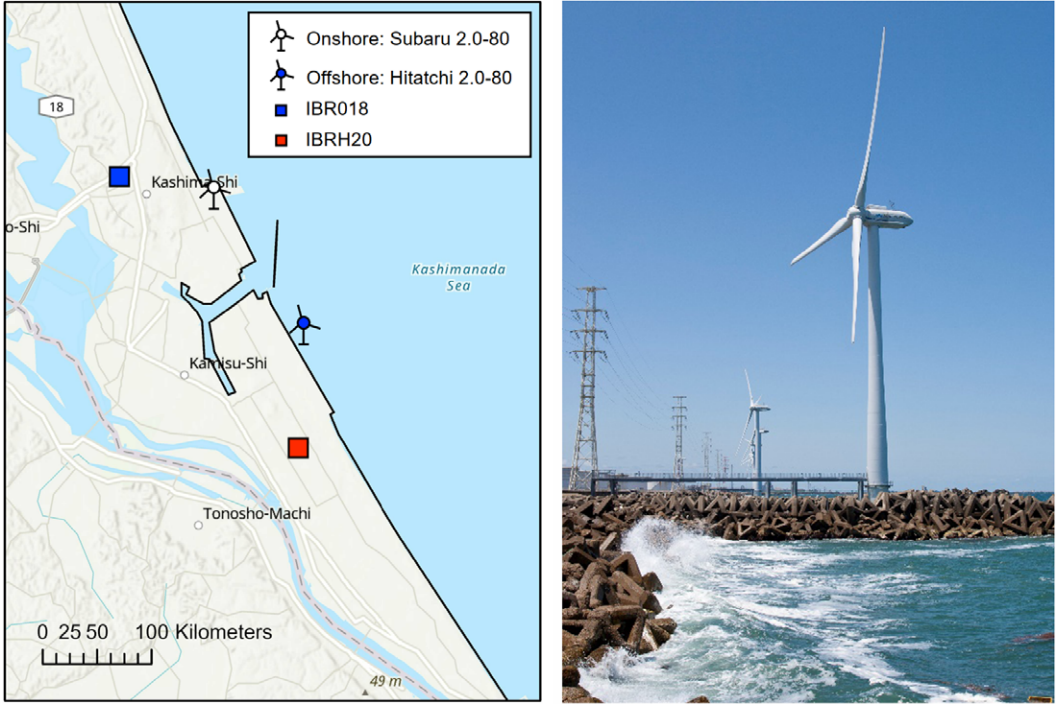 Onshore: Subaru 2.0-80
Offshore: Hitatchi 2.0-80
IBR018
IBRH20
18
Kashima-Shi
o-Shi
Kashimanada
Sea
Kamisu-Shi
Tonosho-Machi
0 25 50 100 Kilometers
49 m